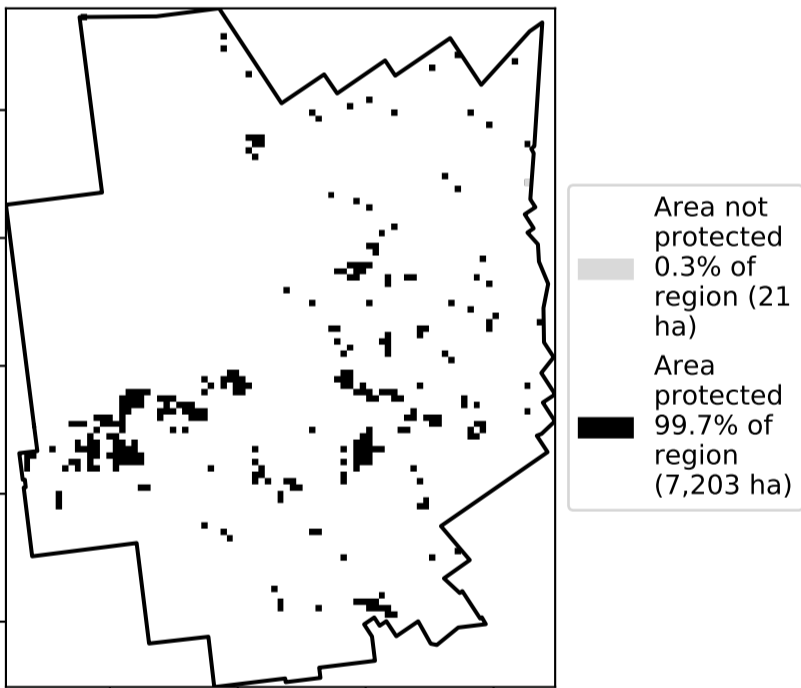 Area not
protected
0.3% of
region (21
ha)
Area
protected
99.7% of
region
(7,203 ha)